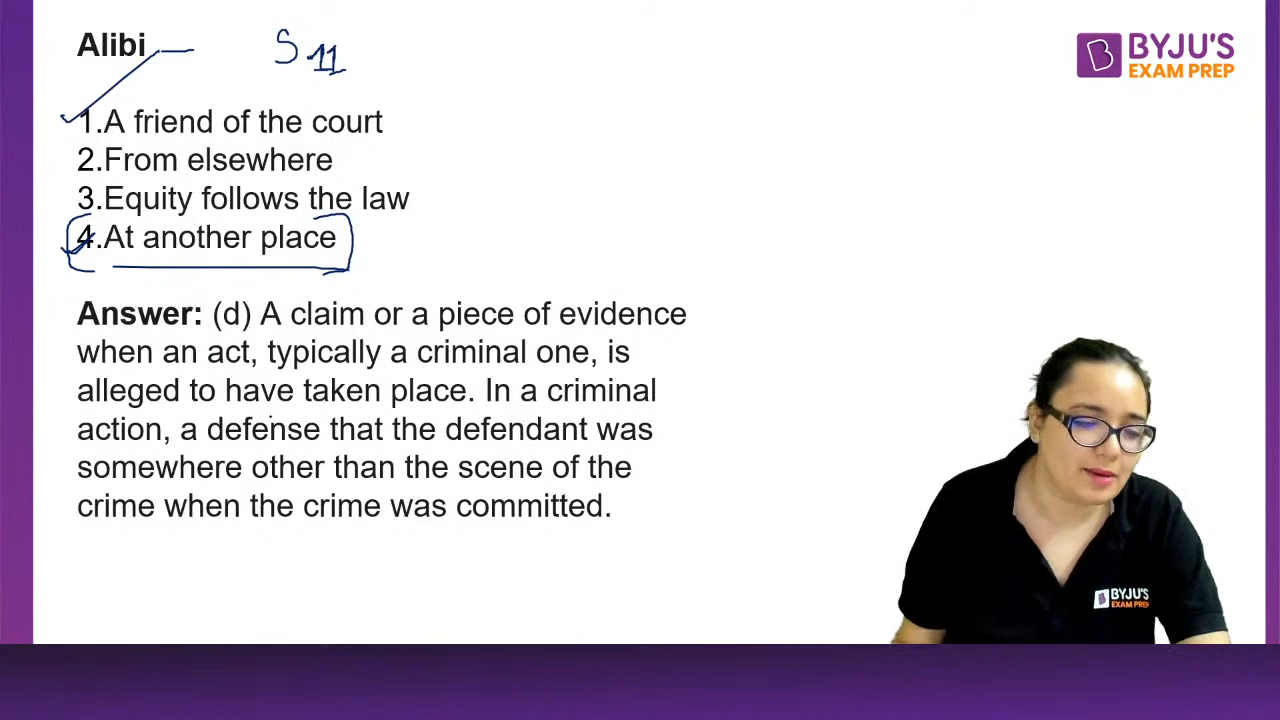 Alibi
S 11
BYJU'S
EXAM PREP
1.A friend of the court
2.From elsewhere
3.Equity follows the law
4.At another place
Answer: (d) A claim or a piece of evidence
when an act, typically a criminal one, is
alleged to have taken place. In a criminal
action, a defense that the defendant was
somewhere other than the scene of the
crime when the crime was committed.
BYJU'S
EXAM PREP